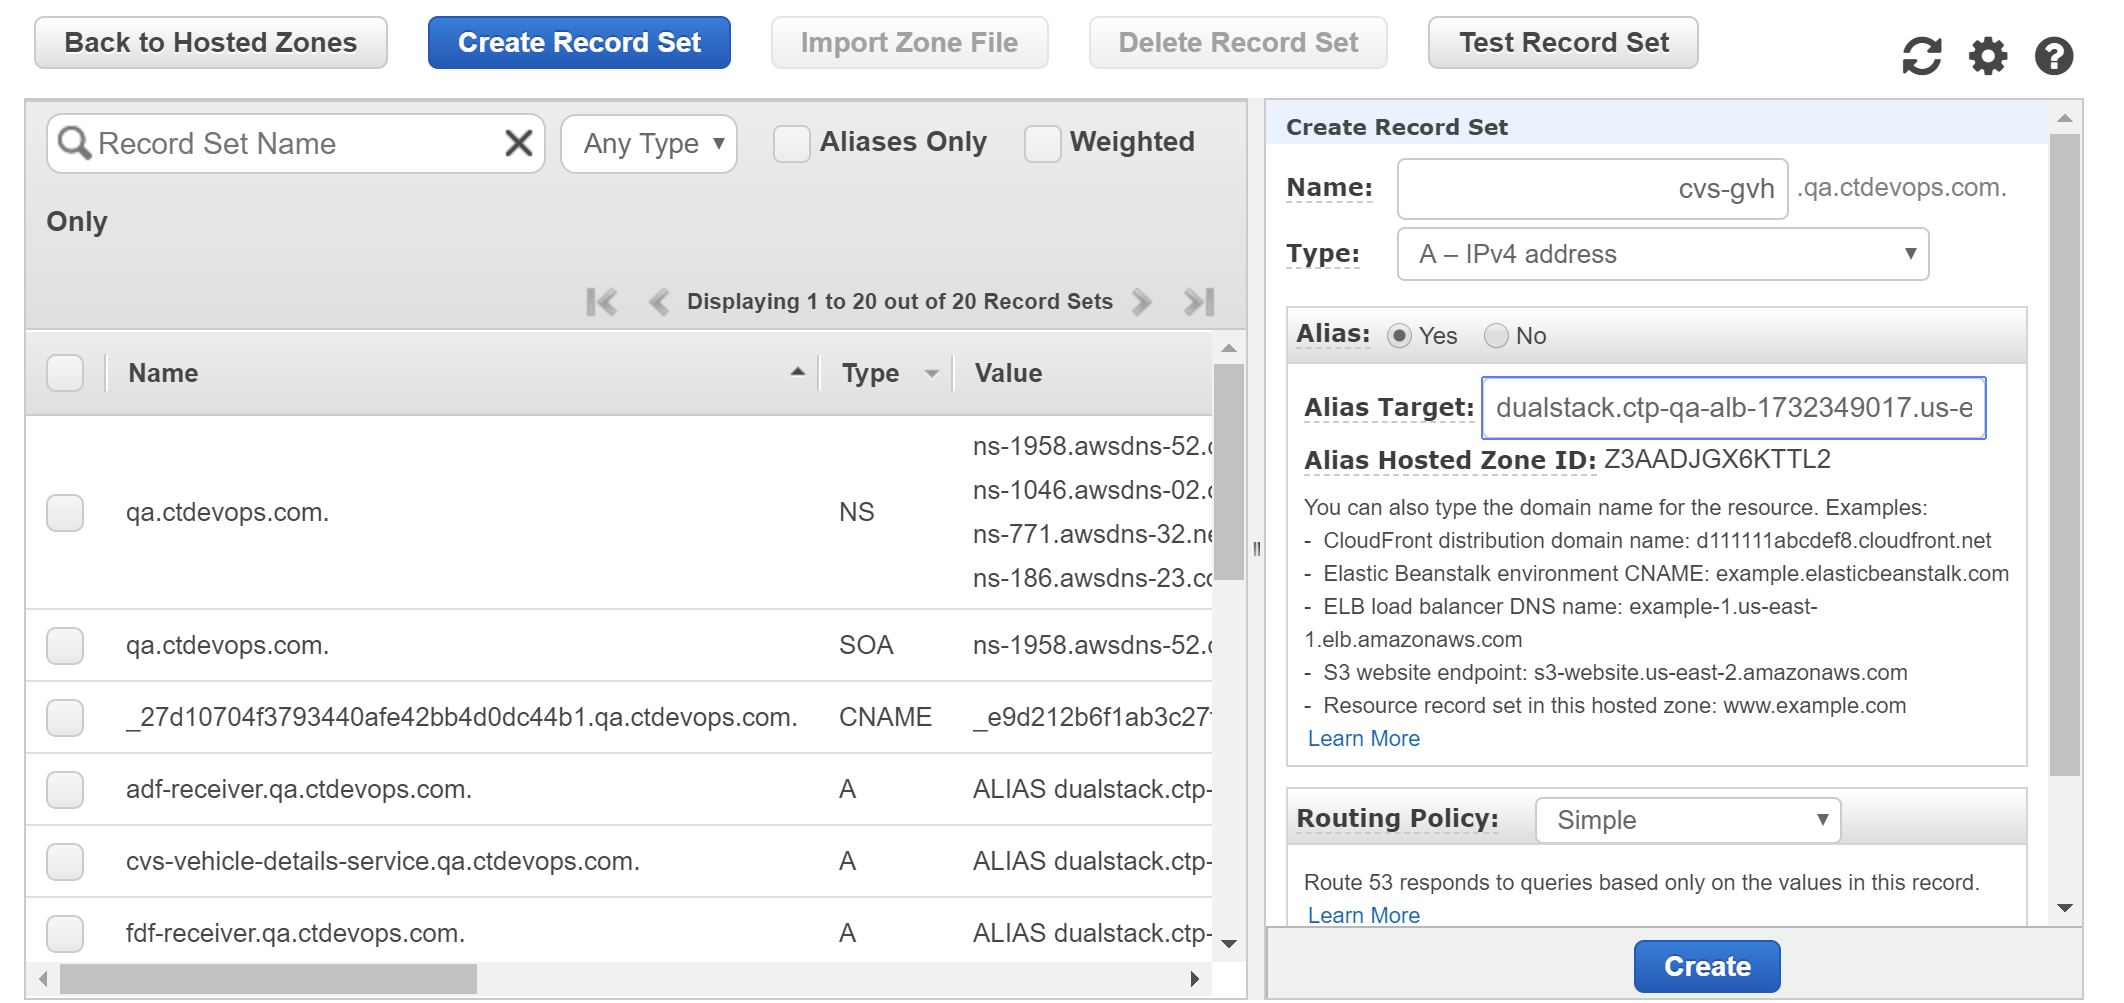 Back to Hosted Zones
Create Record Set
Import Zone File
Delete Record Set
Test Record Set
Record Set Name
Any Type
Aliases Only
Weighted
Only
Displaying 1 to 20 out of 20 Record Sets
Name
Type
Value
qa.ctdevops.com.
NS
ns-1958.awsdns-52.c
ns-1046.awsdns-02.c
ns-771.awsdns-32.ne
ns-186.awsdns-23.co
qa.ctdevops.com.
SOA
ns-1958.awsdns-52.c
_27d10704f3793440afe42bb4d0dc44b1.qa.ctdevops.com.
CNAME
_e9d212b6f1ab3c27
adf-receiver.qa.ctdevops.com.
A
ALIAS dualstack.ctp-
cvs-vehicle-details-service.qa.ctdevops.com.
A
ALIAS dualstack.ctp-
fdf-receiver.qa.ctdevops.com.
A
ALIAS dualstack.ctp-
Create Record Set
Name:
cvs-gvh
.qa.ctdevops.com.
Type:
A – IPv4 address
Alias:
Yes
No
Alias Target:
dualstack.ctp-qa-alb-1732349017.us-e
Alias Hosted Zone ID: Z3AADJGX6KTTL2
You can also type the domain name for the resource. Examples:
- CloudFront distribution domain name: d111111abcdef8.cloudfront.net
- Elastic Beanstalk environment CNAME: example.elasticbeanstalk.com
- ELB load balancer DNS name: example-1.us-east-
1.elb.amazonaws.com
- S3 website endpoint: s3-website.us-east-2.amazonaws.com
- Resource record set in this hosted zone: www.example.com
Learn More
Routing Policy:
Simple
Route 53 responds to queries based only on the values in this record.
Learn More
Create